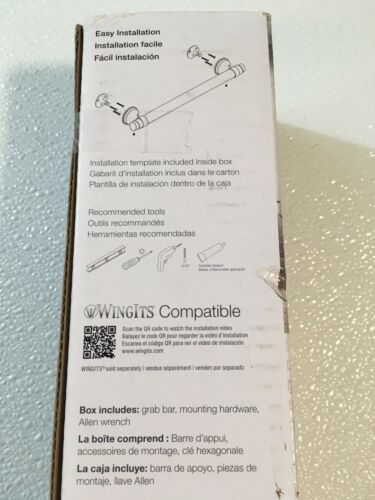 Easy Installation
Installation facile
Fácil instalación
Installation template included inside box
Gabarit d'installation inclus dans le carton
Plantilla de instalación dentro de la caja
Recommended tools
Outils recommandés
Herramientas recomendadas
3/16"
Suitable Sealant
WINGITS Compatible
Scan the QR code to watch the installation video
Balayez le code QR pour regarder la vidéo d'installation
Escanea el código QR para ver el video de instalación
www.wingits.com
WINGITS® sold separately | vendus séparément | venden por separado
Box includes: grab bar, mounting hardware,
Allen wrench
La boîte comprend : Barre d'appui,
accessoires de montage, clé hexagonale
La caja incluye: barra de apoyo, piezas de
montaje, llave Allen